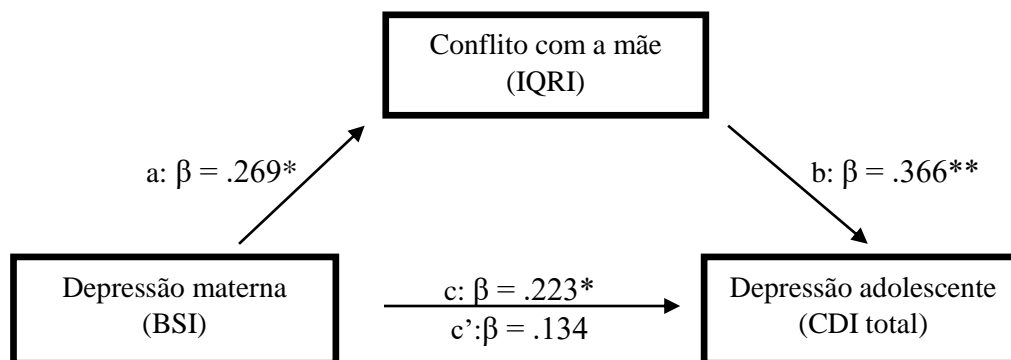 Conflito com a mãe
(IQRI)
a: β = .269*
b: β = .366**
Depressão materna
(BSI)
c: β = .223*
c’:β = .134
Depressão adolescente
(CDI total)